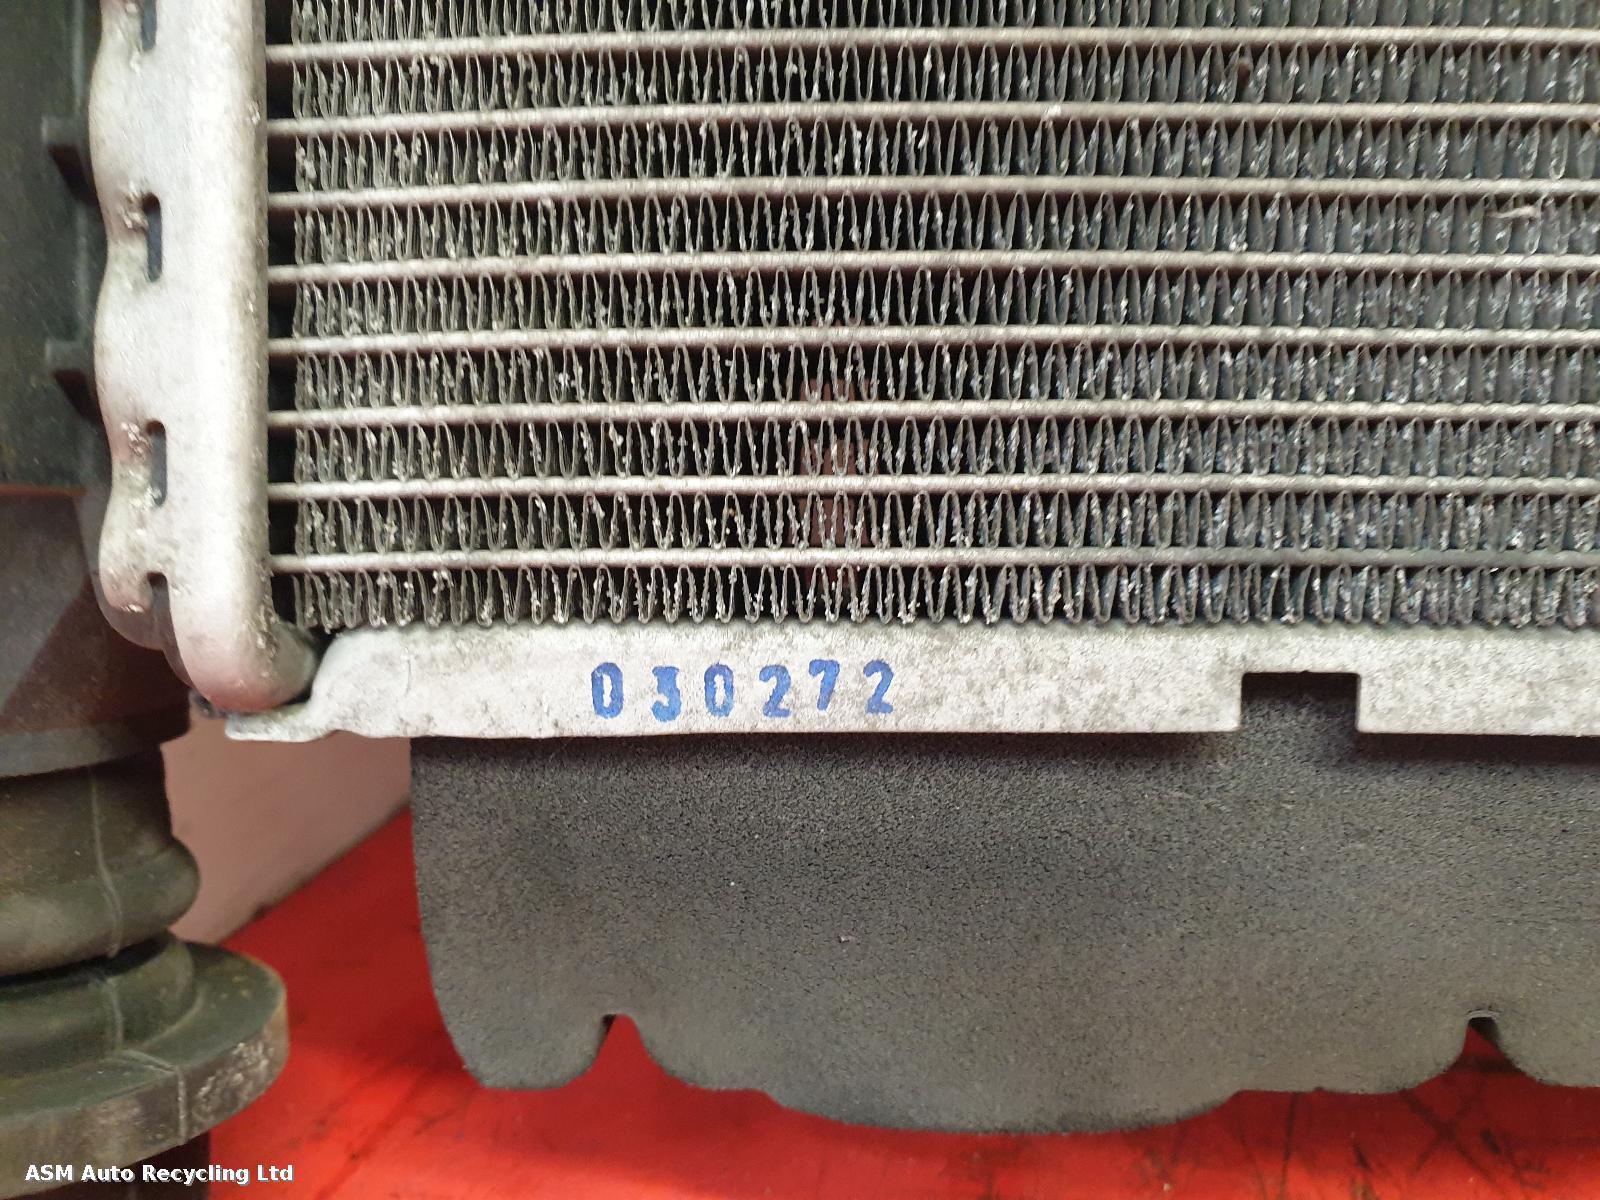 030272
ASM Auto Recycling Ltd